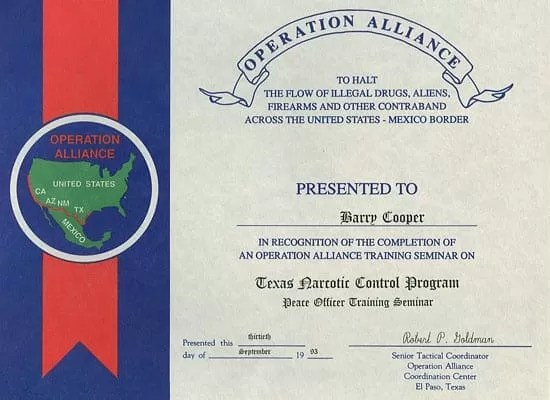 OPERATION ALLIANCE
TO HALT
THE FLOW OF ILLEGAL DRUGS, ALIENS,
FIREARMS AND OTHER CONTRABAND
ACROSS THE UNITED STATES - MEXICO BORDER
OPERATION
ALLIANCE
UNITED STATES
CA
AZ NM
TX
MEXICO
PRESENTED TO
Barry Cooper
IN RECOGNITION OF THE COMPLETION OF
AN OPERATION ALLIANCE TRAINING SEMINAR ON
Texas Narcotic Control Program
Peace Officer Training Seminar
Presented this thirtieth
day of September 19 93
Robert P. Goldman
Senior Tactical Coordinator
Operation Alliance
Coordination Center
El Paso, Texas